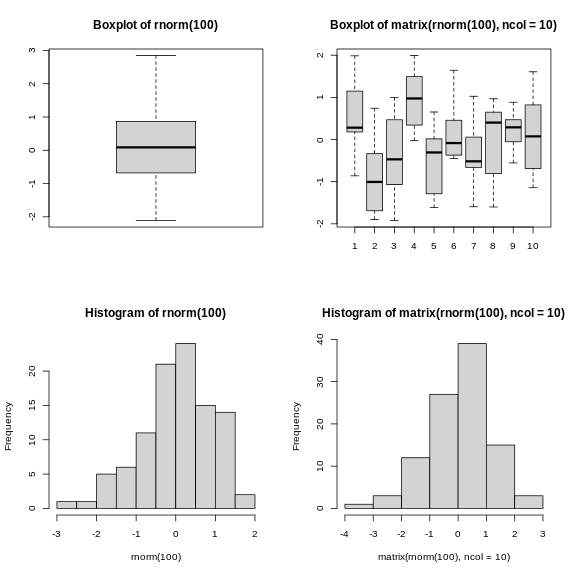 Boxplot of rnorm(100)
3
2
1
0
-1
-2
Boxplot of matrix(rnorm(100), ncol = 10)
2
1
0
-1
-2
1 2 3 4 5 6 7 8 9 10
Histogram of rnorm(100)
Frequency
20
15
10
5
0
-3 -2 -1 0 1 2
rnorm(100)
Histogram of matrix(rnorm(100), ncol = 10)
Frequency
40
30
20
10
0
-4 -3 -2 -1 0 1 2 3
matrix(rnorm(100), ncol = 10)